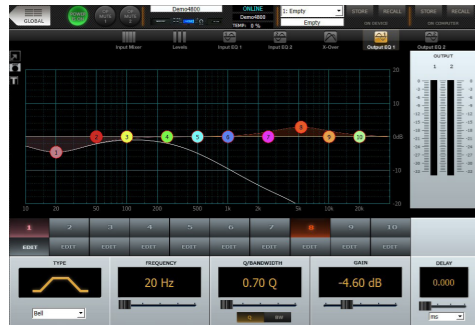 GLOBAL
Demo4800
ONLINE
Demo4800
TEMP: 0 %
1: Empty
Empty
STORE RECALL
ON DEVICE
STORE RECALL
ON COMPUTER
Input Mixer
Levels
Input EQ 1
Input EQ 2
X-Over
Output EQ 1
Output EQ 2
OUTPUT
1 2
20
10
0dB
-10
-20
1 2 3 4 5 6 7 8 9 10
10 20 50 100 200 500 1k 2k 5k 10k 20k
1 2 3 4 5 6 7 8 9 10
EDIT EDIT EDIT EDIT EDIT EDIT EDIT EDIT EDIT EDIT
TYPE
Bell
FREQUENCY
20 Hz
Q/BANDWIDTH
0.70 Q
Q BW
GAIN
-4.60 dB
DELAY
0.000
ms